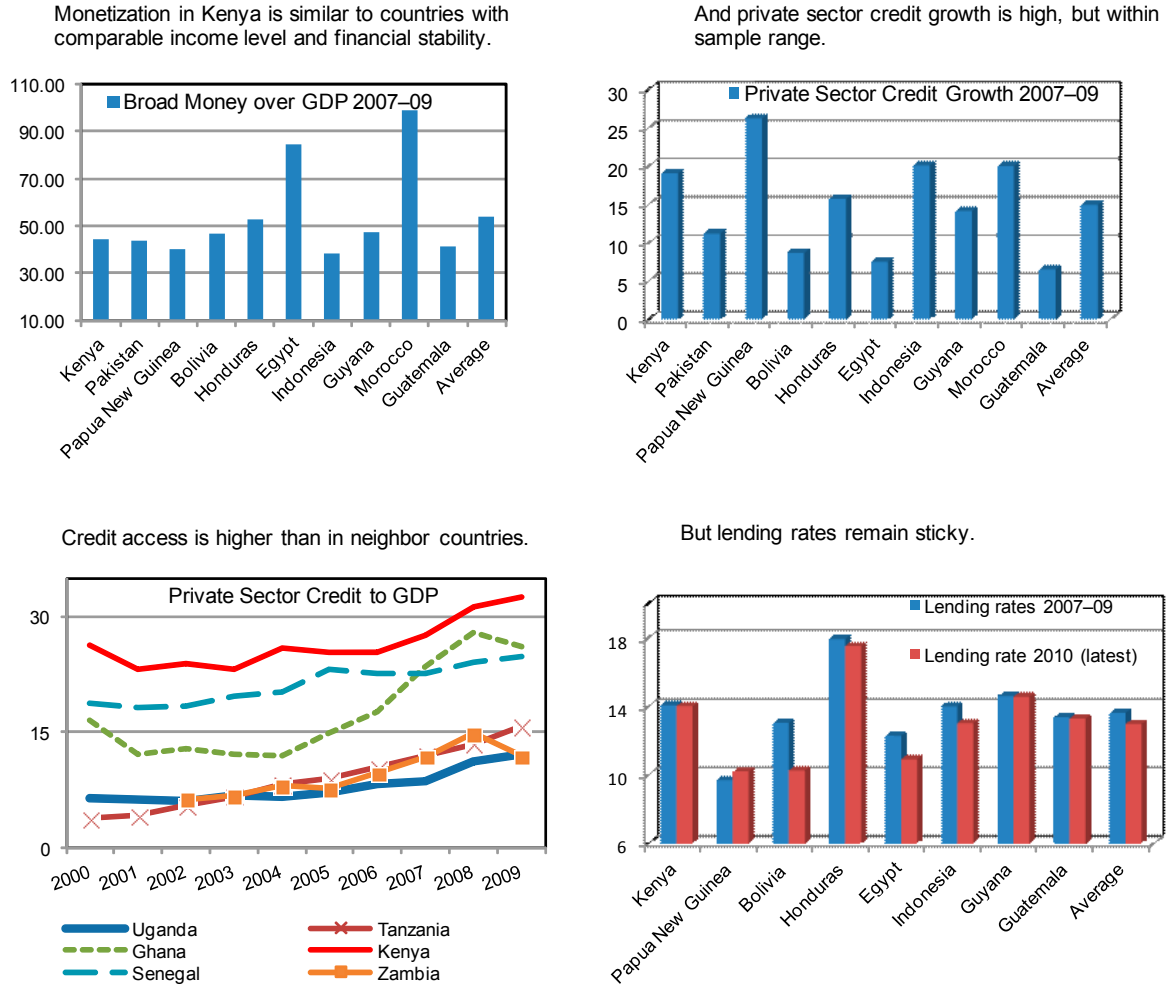 Monetization in Kenya is similar to countries with
comparable income level and financial stability.
110.00
90.00
70.00
50.00
30.00
10.00
Broad Money over GDP 2007–09
Kenya
Pakistan
Papua New Guinea
Bolivia
Honduras
Egypt
Indonesia
Guyana
Morocco
Guatemala
Average
And private sector credit growth is high, but within
sample range.
30
25
20
15
10
5
0
Private Sector Credit Growth 2007–09
Kenya
Pakistan
Papua New Guinea
Bolivia
Honduras
Egypt
Indonesia
Guyana
Morocco
Guatemala
Average
Credit access is higher than in neighbor countries.
Private Sector Credit to GDP
30
15
0
2000
2001
2002
2003
2004
2005
2006
2007
2008
2009
Uganda
Tanzania
Ghana
Kenya
Senegal
Zambia
But lending rates remain sticky.
18
14
10
6
Lending rates 2007–09
Lending rate 2010 (latest)
Kenya
Papua New Guinea
Bolivia
Honduras
Egypt
Indonesia
Guyana
Guatemala
Average